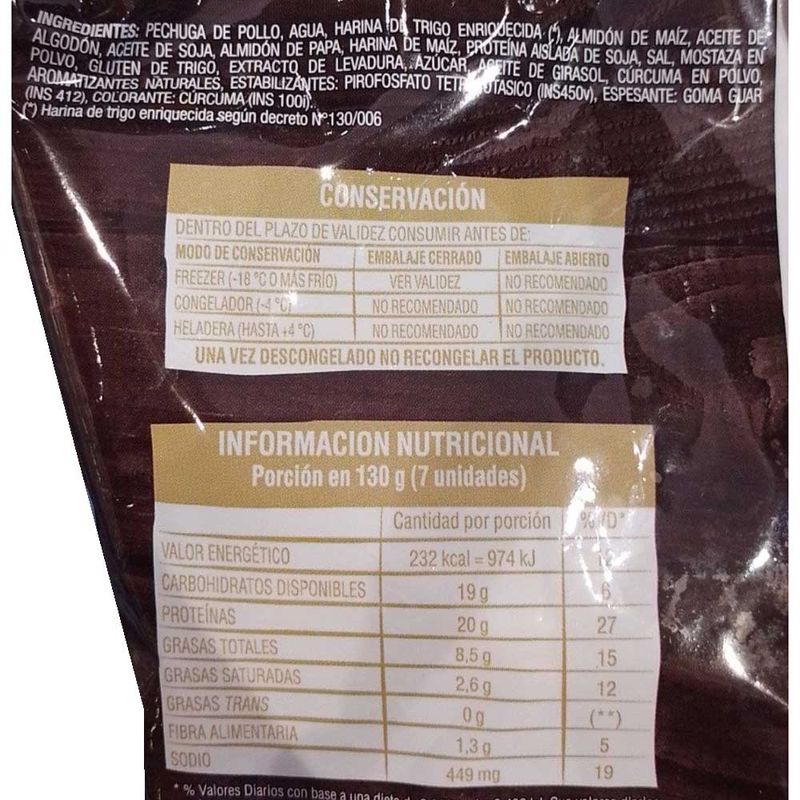 INGREDIENTES: PECHUGA DE POLLO, AGUA, HARINA DE TRIGO ENRIQUECIDA (*), ALMIDÓN DE MAÍZ, ACEITE DE
ALGODÓN, ACEITE DE SOJA, ALMIDÓN DE PAPA, HARINA DE MAÍZ, PROTEÍNA AISLADA DE SOJA, SAL, MOSTAZA EN
POLVO, GLUTEN DE TRIGO, EXTRACTO DE LEVADURA, AZÚCAR, ACEITE DE GIRASOL, CÚRCUMA EN POLVO,
AROMATIZANTES NATURALES, ESTABILIZANTES: PIROFOSFATO (INS450v), ESPESANTE: GOMA GUAR
(INS 412), COLORANTE: CÚRCUMA (INS 100i)
(*) Harina de trigo enriquecida según decreto Nº130/006
CONSERVACIÓN
DENTRO DEL PLAZO DE VALIDEZ CONSUMIR ANTES DE:
MODO DE CONSERVACIÓN EMBALAJE CERRADO EMBALAJE ABIERTO
FREEZER (-18 °C O MÁS FRÍO) VER VALIDEZ NO RECOMENDADO
CONGELADOR (-4 °C) NO RECOMENDADO NO RECOMENDADO
HELADERA (HASTA +4 °C) NO RECOMENDADO NO RECOMENDADO
UNA VEZ DESCONGELADO NO RECONGELAR EL PRODUCTO.
INFORMACION NUTRICIONAL
Porción en 130 g (7 unidades)
Cantidad por porción %VD*
VALOR ENERGÉTICO 232 kcal = 974 kJ 12
CARBOHIDRATOS DISPONIBLES 19 g 6
PROTEÍNAS 20 g 27
GRASAS TOTALES 8,5 g 15
GRASAS SATURADAS 2,6 g 12
GRASAS TRANS 0 g (**)
FIBRA ALIMENTARIA 1,3 g 5
SODIO 449 mg 19
* % Valores Diarios con base a una dieta